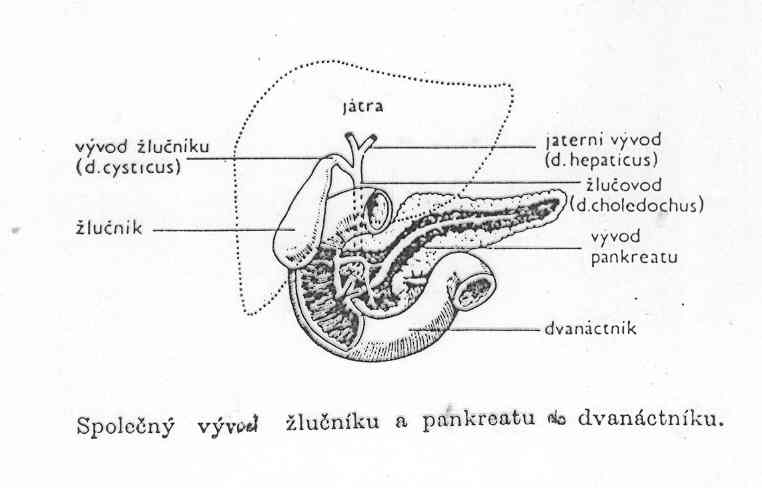 játra
vývod žlučníku
(d.cysticus)
jaterní vývod
(d.hepaticus)
žlučovod
(d.choledochus)
žlučník
vývod
pankreatu
dvanáctník
Společný vývod žlučníku a pankreatu do dvanáctníku.